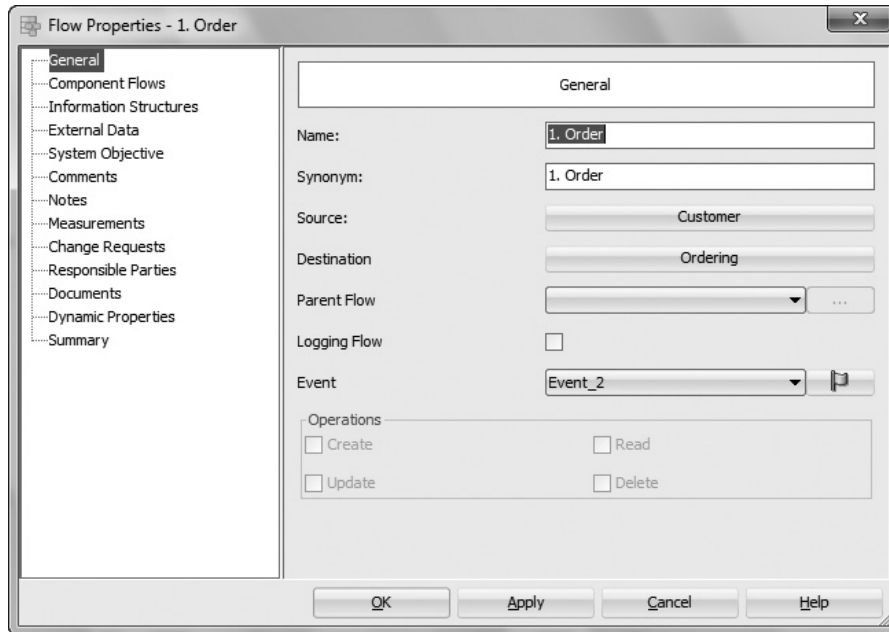 Flow Properties - 1. Order
General
Component Flows
Information Structures
External Data
System Objective
Comments
Notes
Measurements
Change Requests
Responsible Parties
Documents
Dynamic Properties
Summary
General
Name: 1. Order
Synonym: 1. Order
Source: Customer
Destination Ordering
Parent Flow ...
Logging Flow
Event Event_2
Operations
Create Read
Update Delete
OK Apply Cancel Help